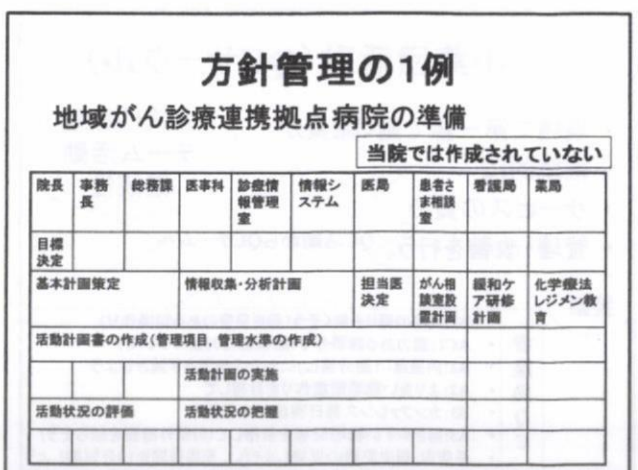 方針管理の1例
地域がん診療連携拠点病院の準備
当院では作成されていない
院長 事務長 総務課 医事科 診療情報管理室 情報システム 医局 患者さま相談室 看護局 薬局
目標決定
基本計画策定 情報収集・分析計画 担当医決定 がん相談室設置計画 緩和ケア研修計画 化学療法レジメン教育
活動計画書の作成(管理項目, 管理水準の作成)
活動計画の実施
活動状況の評価 活動状況の把握